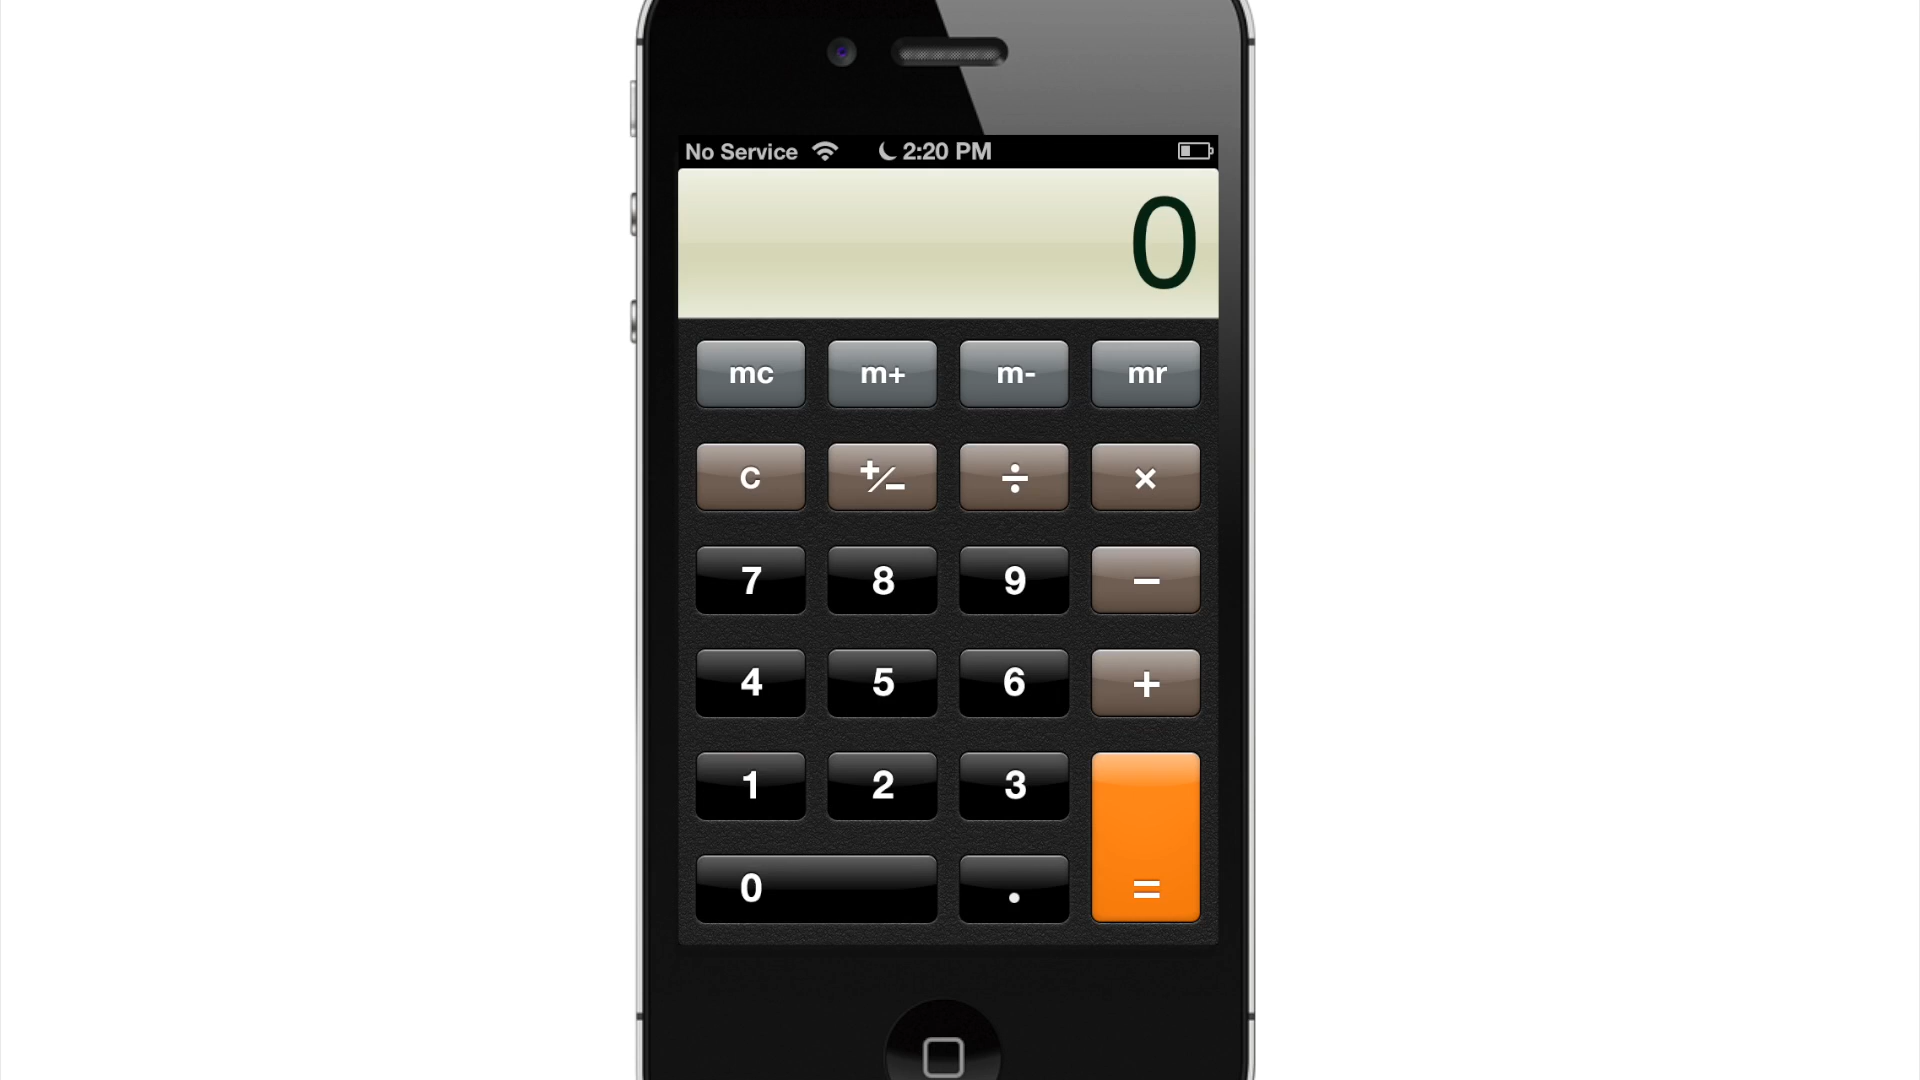 No Service 2:20 PM
0
mc m+ m- mr
C +/− ÷ ×
7 8 9 −
4 5 6 +
1 2 3
0 . =